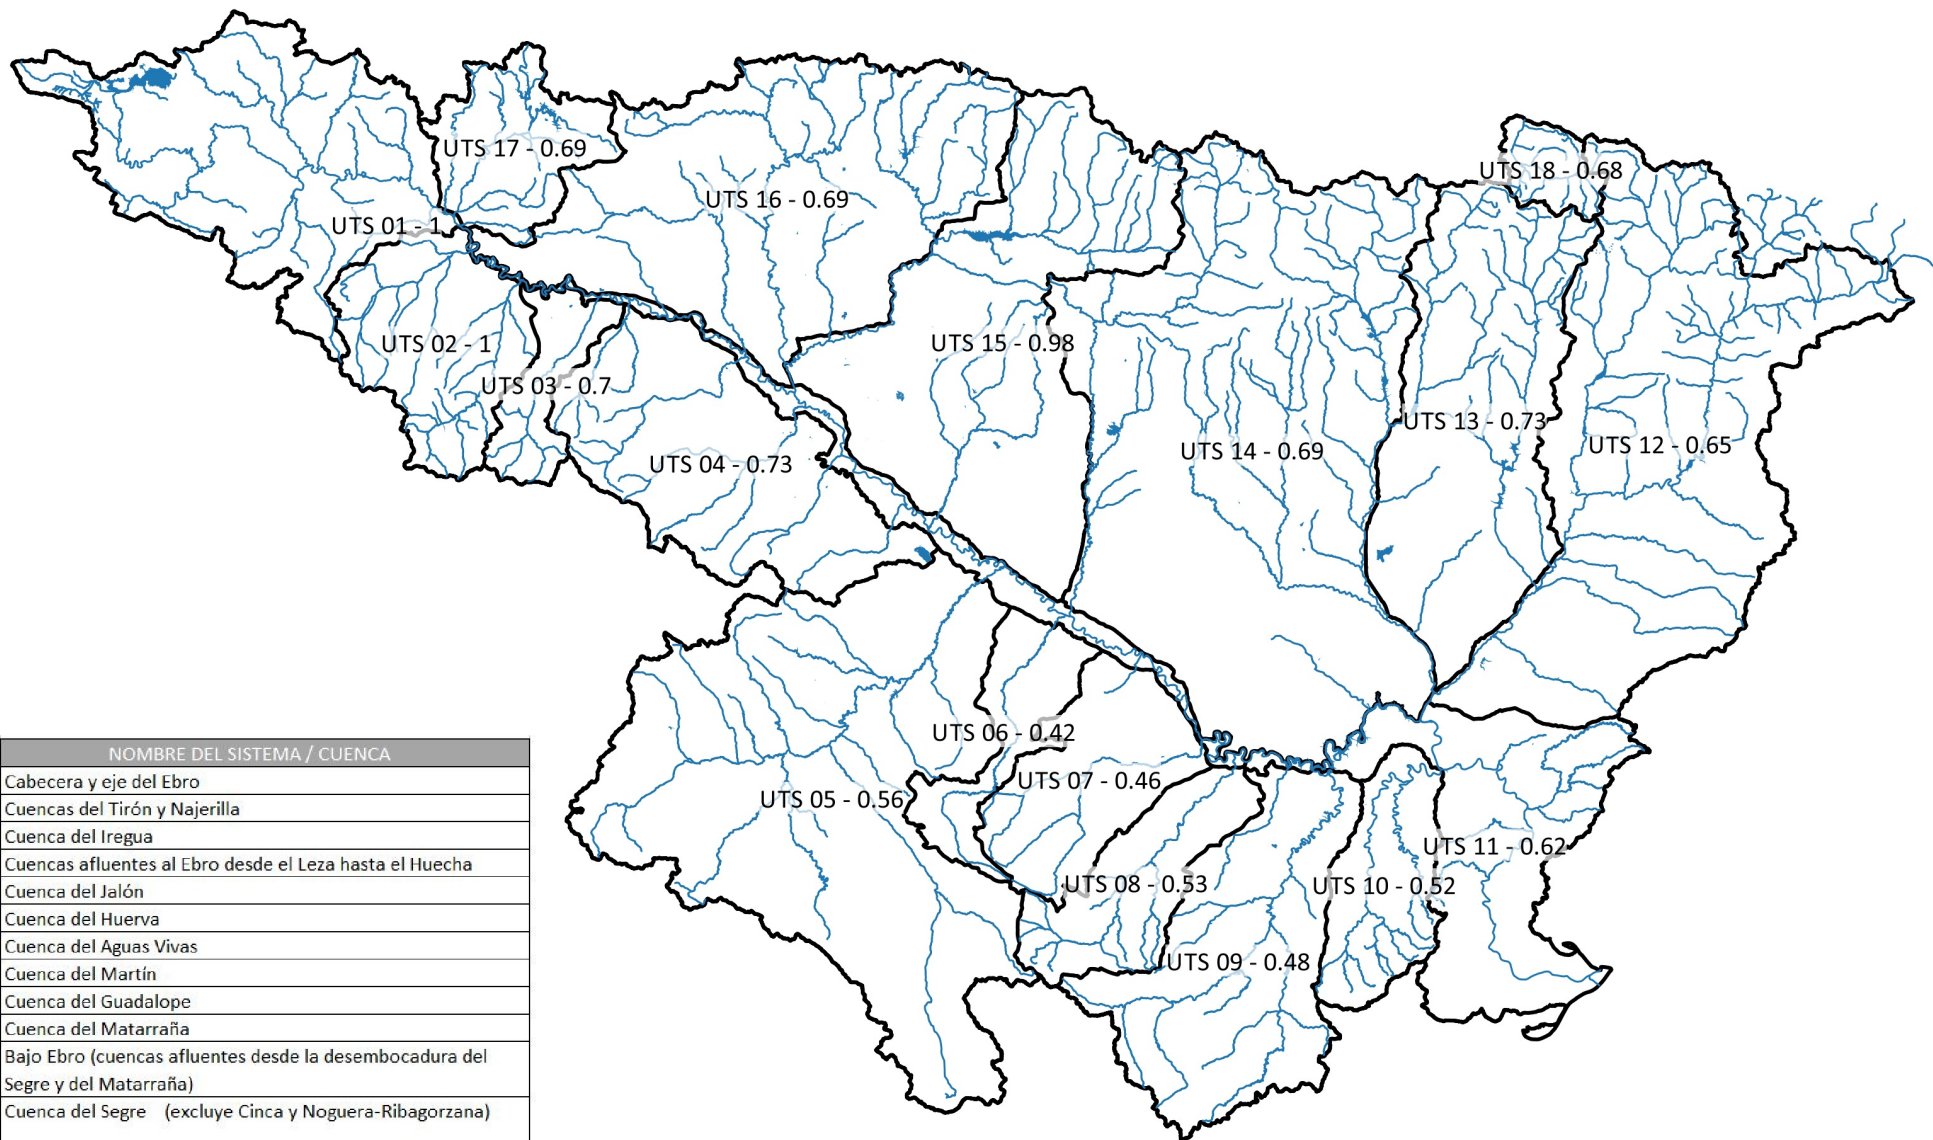 UTS 17 - 0.69
UTS 18 - 0.68
UTS 16 - 0.69
UTS 01 - 1
UTS 02 - 1
UTS 15 - 0.98
UTS 03 - 0.7
UTS 13 - 0.73
UTS 12 - 0.65
UTS 14 - 0.69
UTS 04 - 0.73
UTS 06 - 0.42
UTS 07 - 0.46
UTS 05 - 0.56
UTS 11 - 0.62
UTS 08 - 0.53
UTS 10 - 0.52
UTS 09 - 0.48
NOMBRE DEL SISTEMA / CUENCA
Cabecera y eje del Ebro
Cuencas del Tirón y Najerilla
Cuenca del Iregua
Cuencas afluentes al Ebro desde el Leza hasta el Huecha
Cuenca del Jalón
Cuenca del Huerva
Cuenca del Aguas Vivas
Cuenca del Martín
Cuenca del Guadalope
Cuenca del Matarraña
Bajo Ebro (cuencas afluentes desde la desembocadura del
Segre y del Matarraña)
Cuenca del Segre (excluye Cinca y Noguera-Ribagorzana)